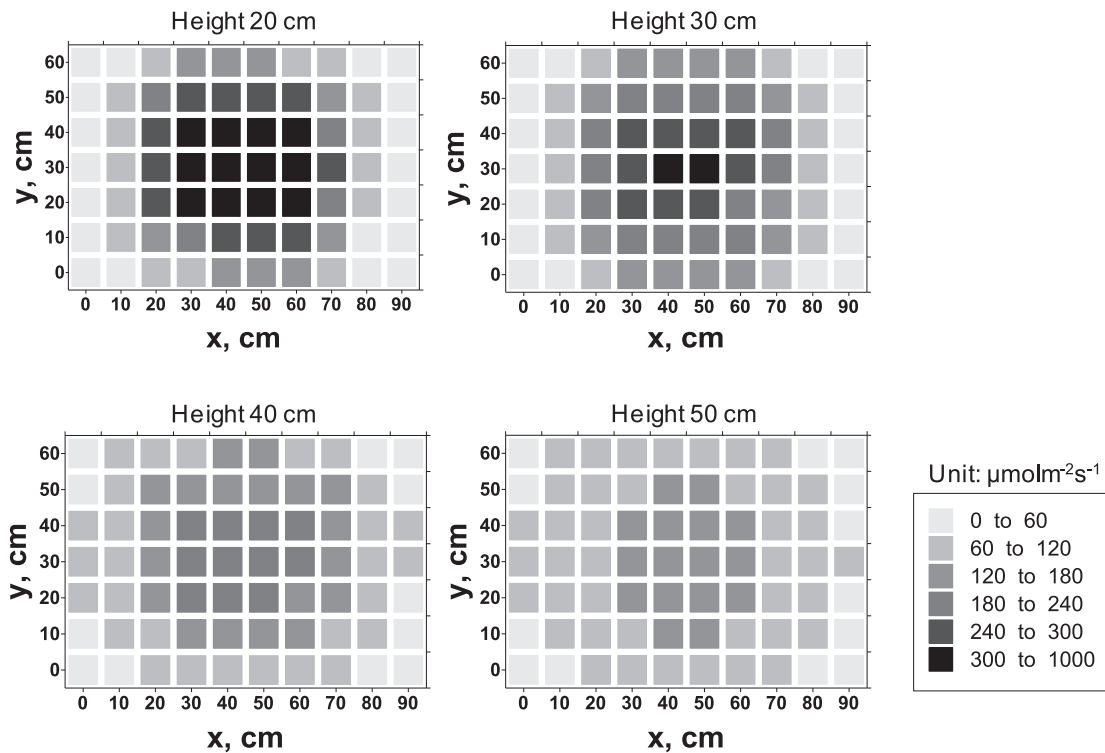 Height 20 cm
60
50
40
30
20
10
0
y, cm
0 10 20 30 40 50 60 70 80 90
x, cm
Height 30 cm
60
50
40
30
20
10
0
y, cm
0 10 20 30 40 50 60 70 80 90
x, cm
Height 40 cm
60
50
40
30
20
10
0
y, cm
0 10 20 30 40 50 60 70 80 90
x, cm
Height 50 cm
60
50
40
30
20
10
0
y, cm
0 10 20 30 40 50 60 70 80 90
x, cm
Unit: μmolm⁻²s⁻¹
0 to 60
60 to 120
120 to 180
180 to 240
240 to 300
300 to 1000